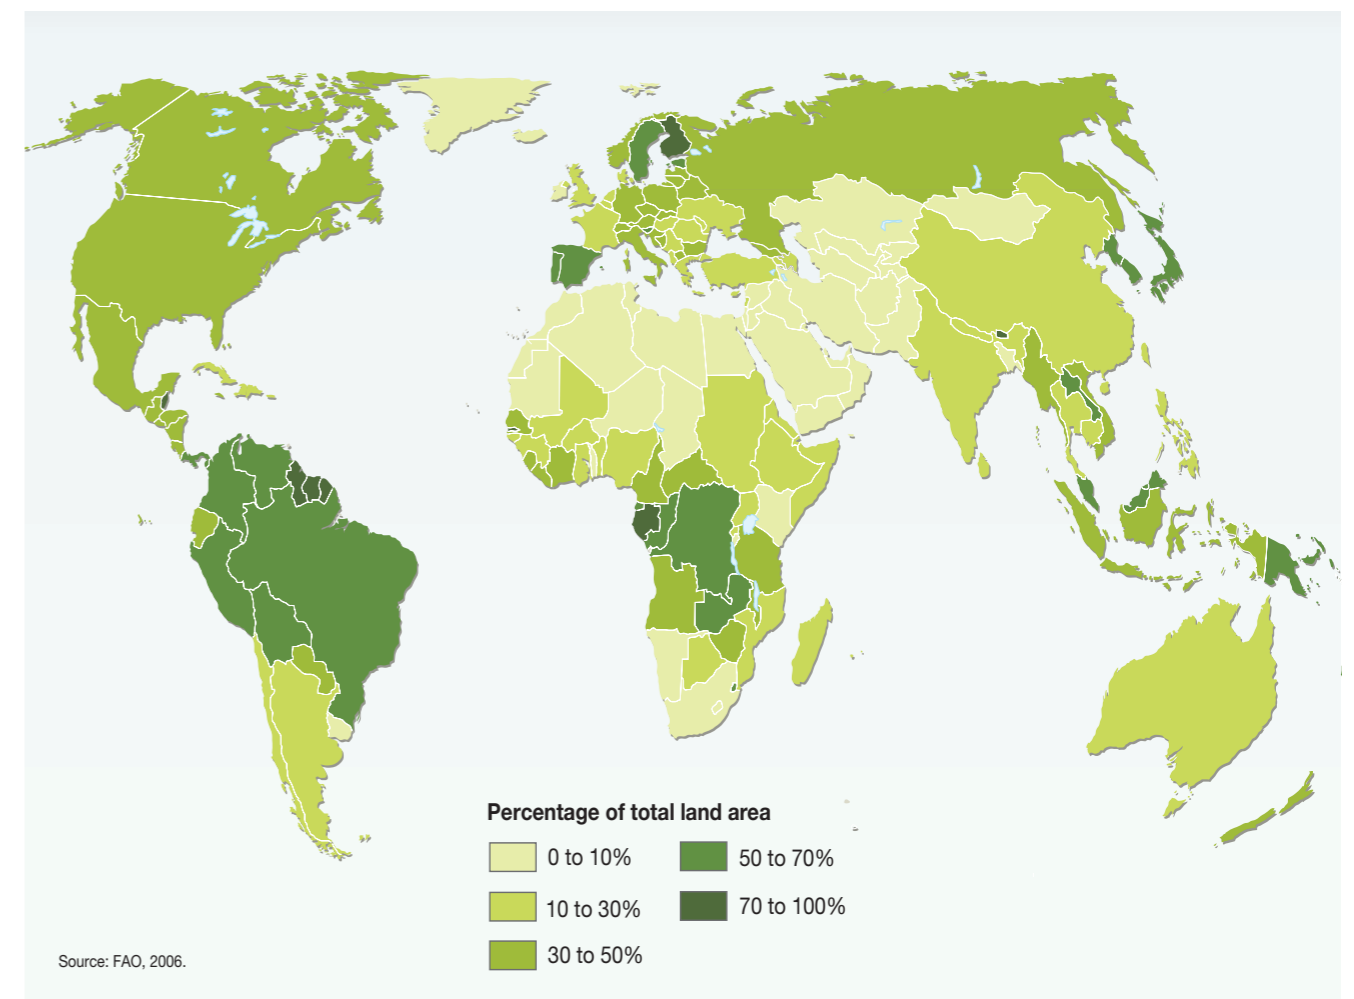 Percentage of total land area
0 to 10%
50 to 70%
10 to 30%
70 to 100%
30 to 50%
Source: FAO, 2006.